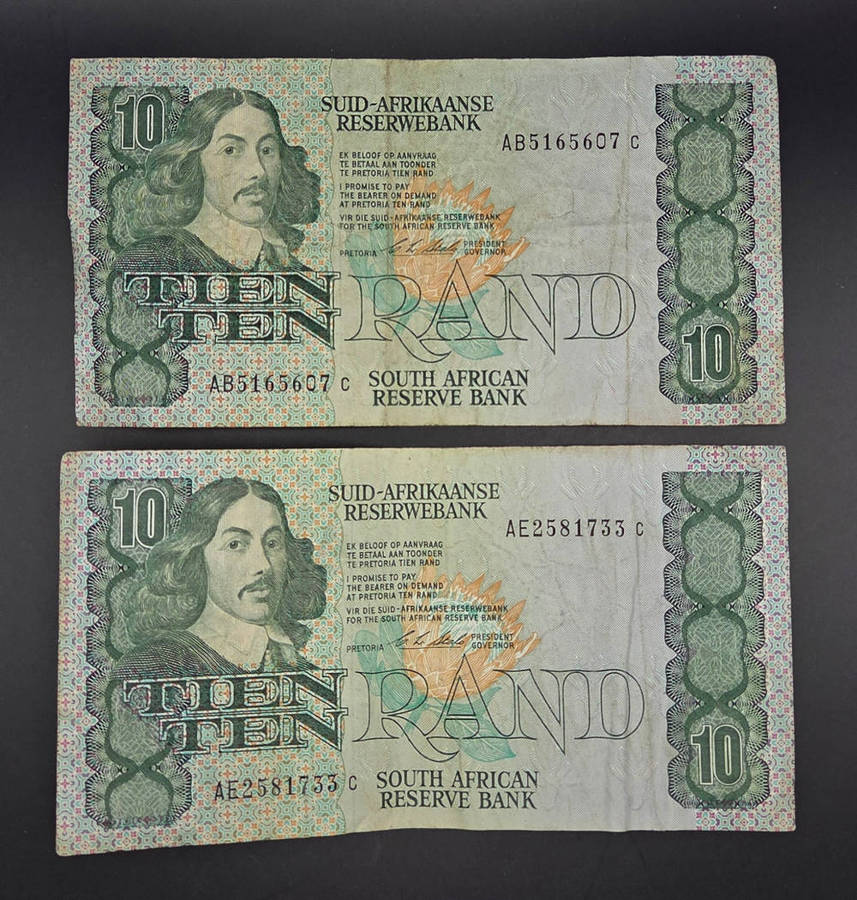 10
SUID-AFRIKAANSE
RESERWEBANK
AB5165607 C
EK BELOOF OP AANVRAAG
TE BETAAL AAN TOONDER
TE PRETORIA TIEN RAND
I PROMISE TO PAY
THE BEARER ON DEMAND
AT PRETORIA TEN RAND
VIR DIE SUID-AFRIKAANSE RESERWEBANK
FOR THE SOUTH AFRICAN RESERVE BANK
PRETORIA
PRESIDENT
GOVERNOR
TIEN
TEN
RAND
10
AB5165607 C
SOUTH AFRICAN
RESERVE BANK
10
SUID-AFRIKAANSE
RESERWEBANK
AE2581733 C
EK BELOOF OP AANVRAAG
TE BETAAL AAN TOONDER
TE PRETORIA TIEN RAND
I PROMISE TO PAY
THE BEARER ON DEMAND
AT PRETORIA TEN RAND
VIR DIE SUID-AFRIKAANSE RESERWEBANK
FOR THE SOUTH AFRICAN RESERVE BANK
PRETORIA
PRESIDENT
GOVERNOR
TIEN
TEN
RAND
10
AE2581733 C
SOUTH AFRICAN
RESERVE BANK